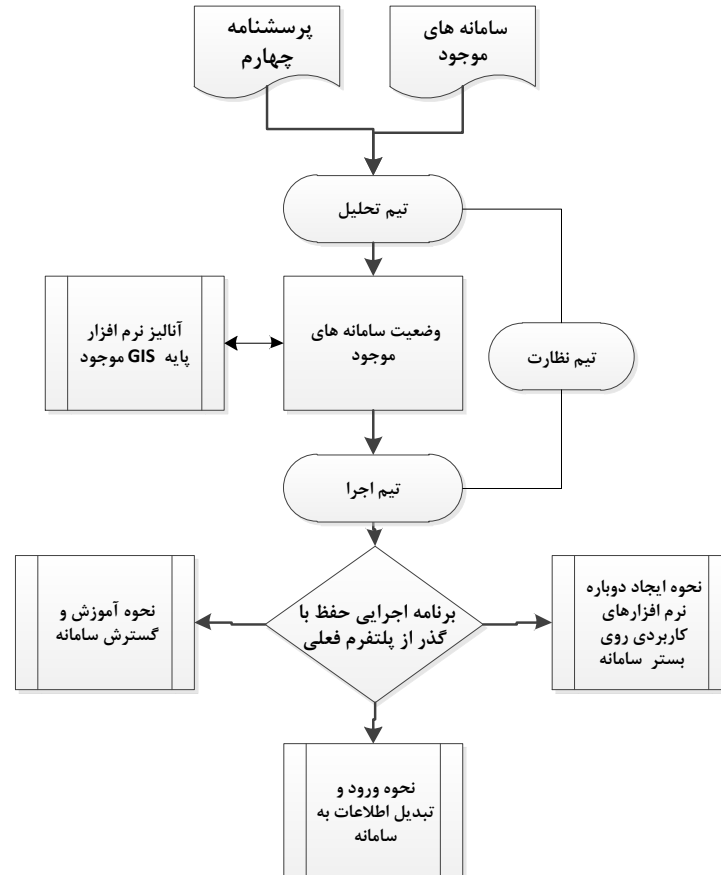 سامانه های
موجود
پرسشنامه
چهارم
تیم تحلیل
وضعیت سامانه های
موجود
آنالیز نرم افزار
پایه GIS موجود
تیم نظارت
تیم اجرا
برنامه اجرایی حفظ با
گذر از پلتفرم فعلی
نحوه ایجاد دوباره
نرم افزارهای
کاربردی روی
بستر سامانه
نحوه آموزش و
گسترش سامانه
نحوه ورود و
تبدیل اطلاعات به
سامانه